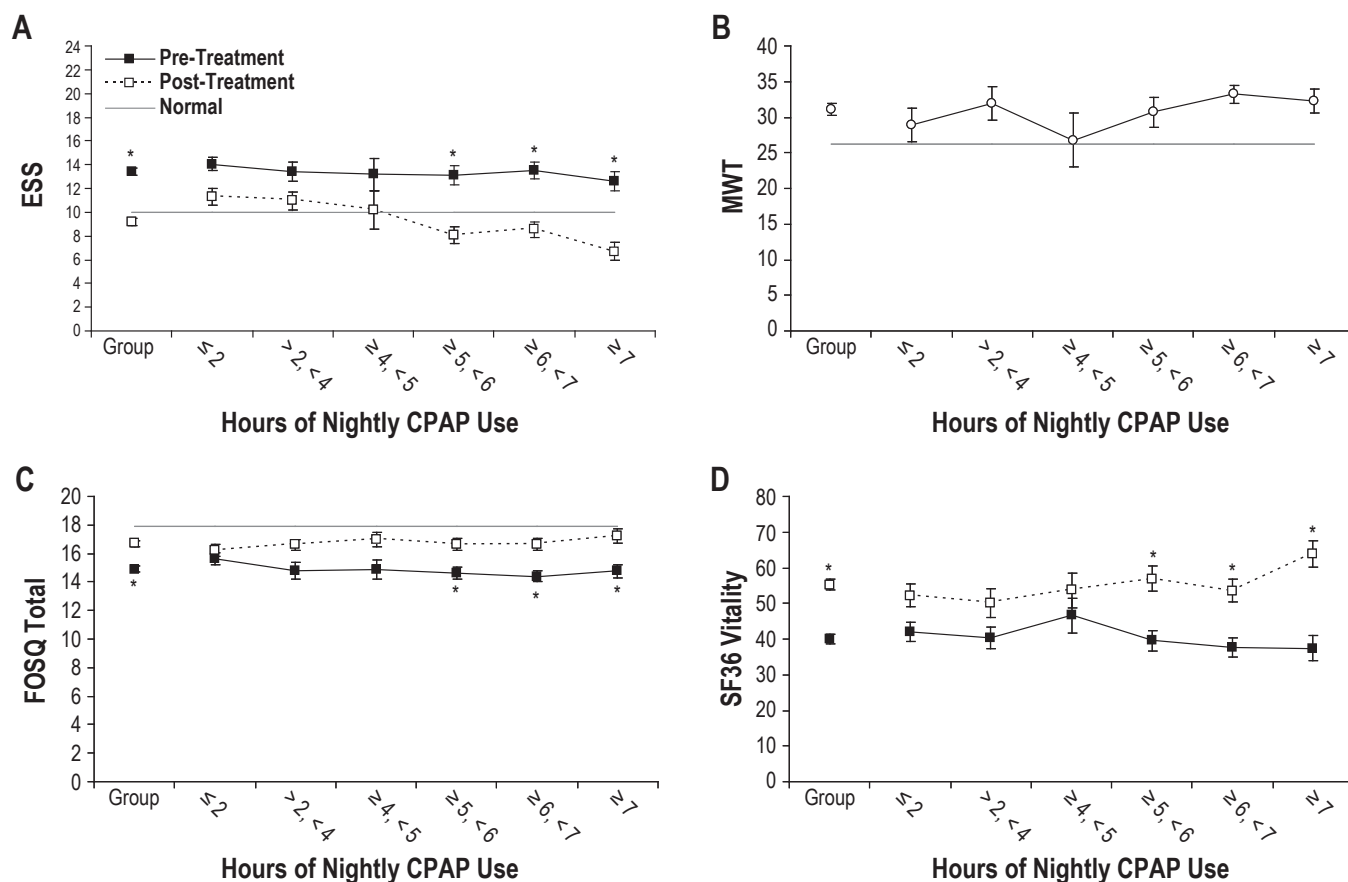 A
24
22
20
18
16
14
12
10
8
6
4
2
0
ESS
Pre-Treatment
Post-Treatment
Normal
* * * *
Group ≤ 2 > 2, < 4 ≥ 4, < 5 ≥ 5, < 6 ≥ 6, < 7 ≥ 7
Hours of Nightly CPAP Use
B
40
35
30
25
20
15
10
5
0
MWT
Group ≤ 2 > 2, < 4 ≥ 4, < 5 ≥ 5, < 6 ≥ 6, < 7 ≥ 7
Hours of Nightly CPAP Use
C
20
18
16
14
12
10
8
6
4
2
0
FOSQ Total
* * * *
Group ≤ 2 > 2, < 4 ≥ 4, < 5 ≥ 5, < 6 ≥ 6, < 7 ≥ 7
Hours of Nightly CPAP Use
D
80
70
60
50
40
30
20
10
0
SF36 Vitality
* * * *
Group ≤ 2 > 2, < 4 ≥ 4, < 5 ≥ 5, < 6 ≥ 6, < 7 ≥ 7
Hours of Nightly CPAP Use